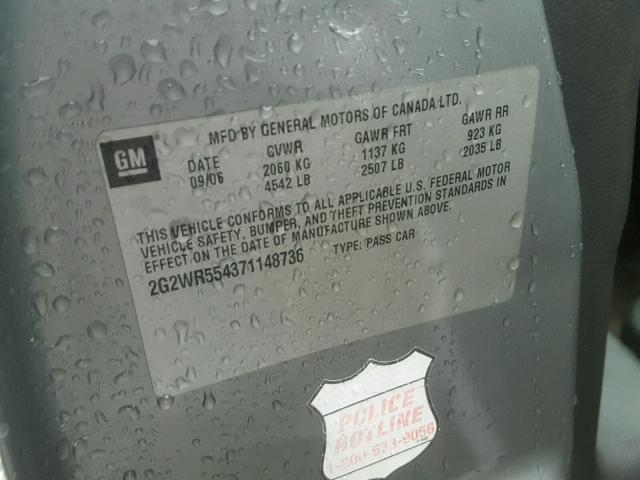 GM
MFD BY GENERAL MOTORS OF CANADA LTD.
DATE GVWR GAWR FRT GAWR RR
09/06 2060 KG 1137 KG 923 KG
4542 LB 2507 LB 2035 LB
THIS VEHICLE CONFORMS TO ALL APPLICABLE U.S. FEDERAL MOTOR
VEHICLE SAFETY, BUMPER, AND THEFT PREVENTION STANDARDS IN
EFFECT ON THE DATE OF MANUFACTURE SHOWN ABOVE.
2G2WR554371148736 TYPE: PASS CAR
POLICE
HOTLINE